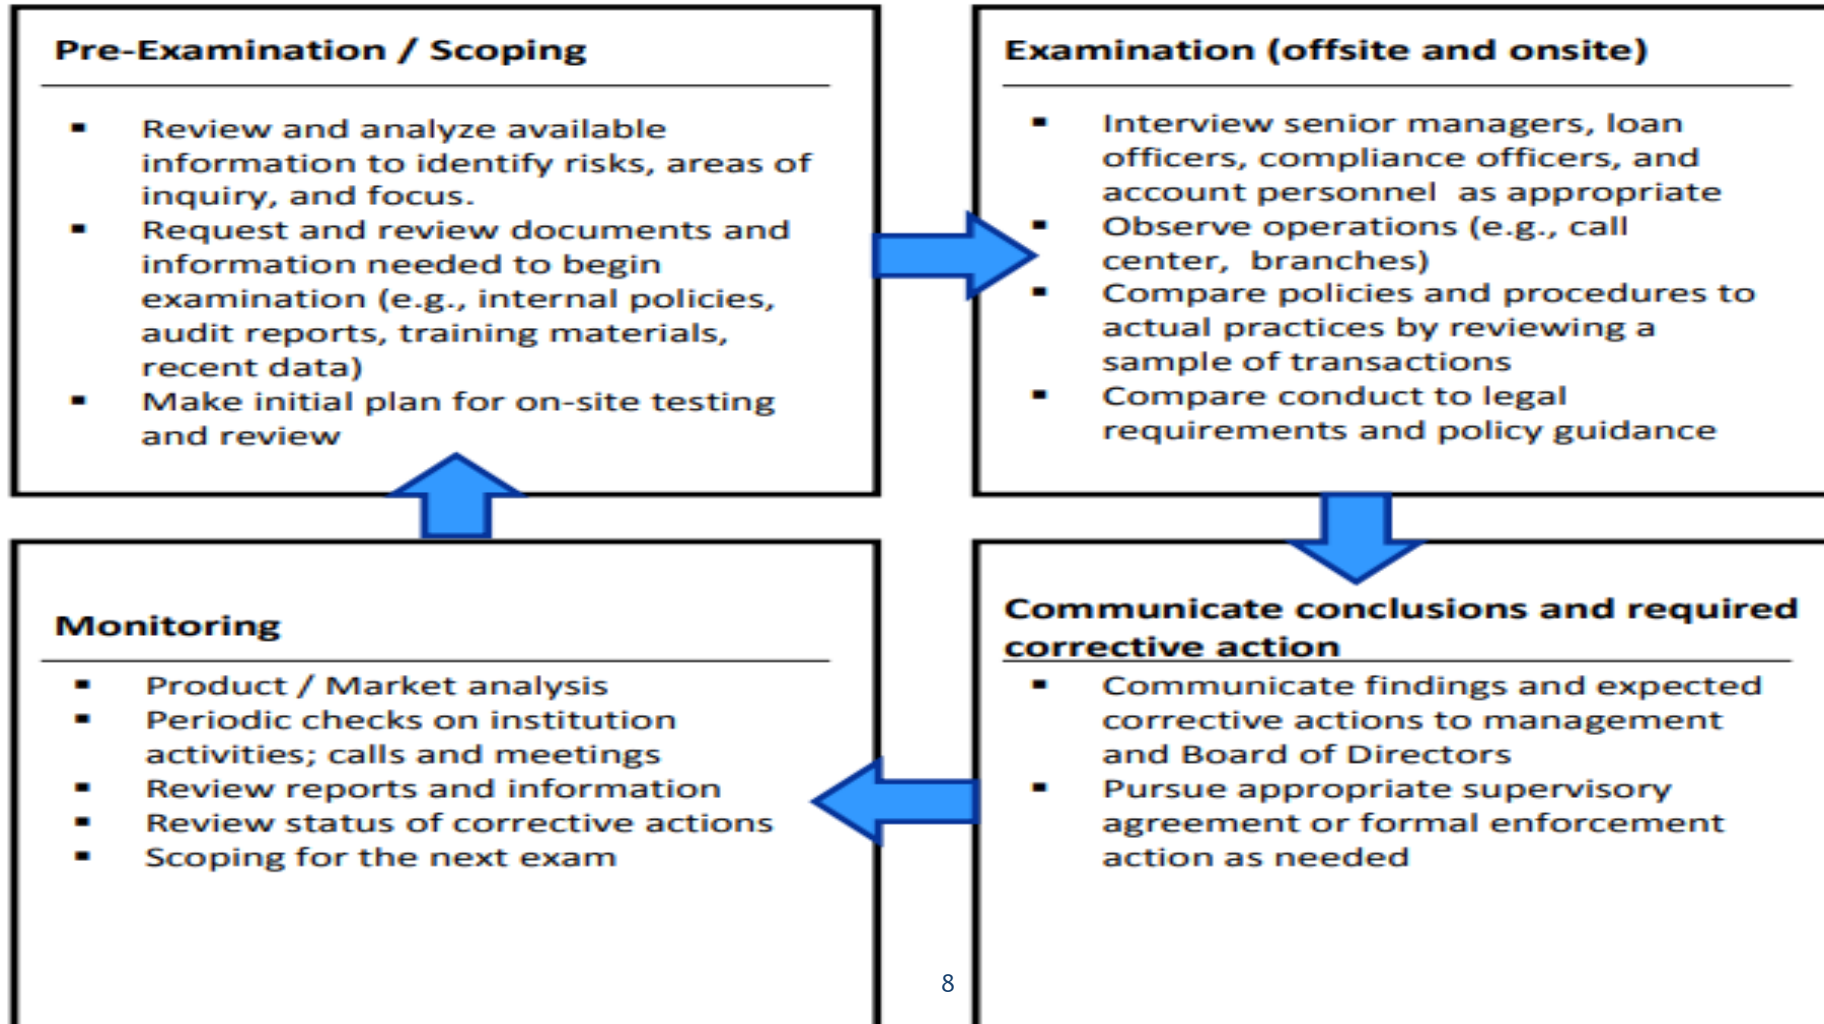 Pre-Examination / Scoping
▪ Review and analyze available
information to identify risks, areas of
inquiry, and focus.
▪ Request and review documents and
information needed to begin
examination (e.g., internal policies,
audit reports, training materials,
recent data)
▪ Make initial plan for on-site testing
and review
Examination (offsite and onsite)
▪ Interview senior managers, loan
officers, compliance officers, and
account personnel  as appropriate
▪ Observe operations (e.g., call
center,  branches)
▪ Compare policies and procedures to
actual practices by reviewing a
sample of transactions
▪ Compare conduct to legal
requirements and policy guidance
Communicate conclusions and required
corrective action
▪ Communicate findings and expected
corrective actions to management
and Board of Directors
▪ Pursue appropriate supervisory
agreement or formal enforcement
action as needed
Monitoring
▪ Product / Market analysis
▪ Periodic checks on institution
activities; calls and meetings
▪ Review reports and information
▪ Review status of corrective actions
▪ Scoping for the next exam
8